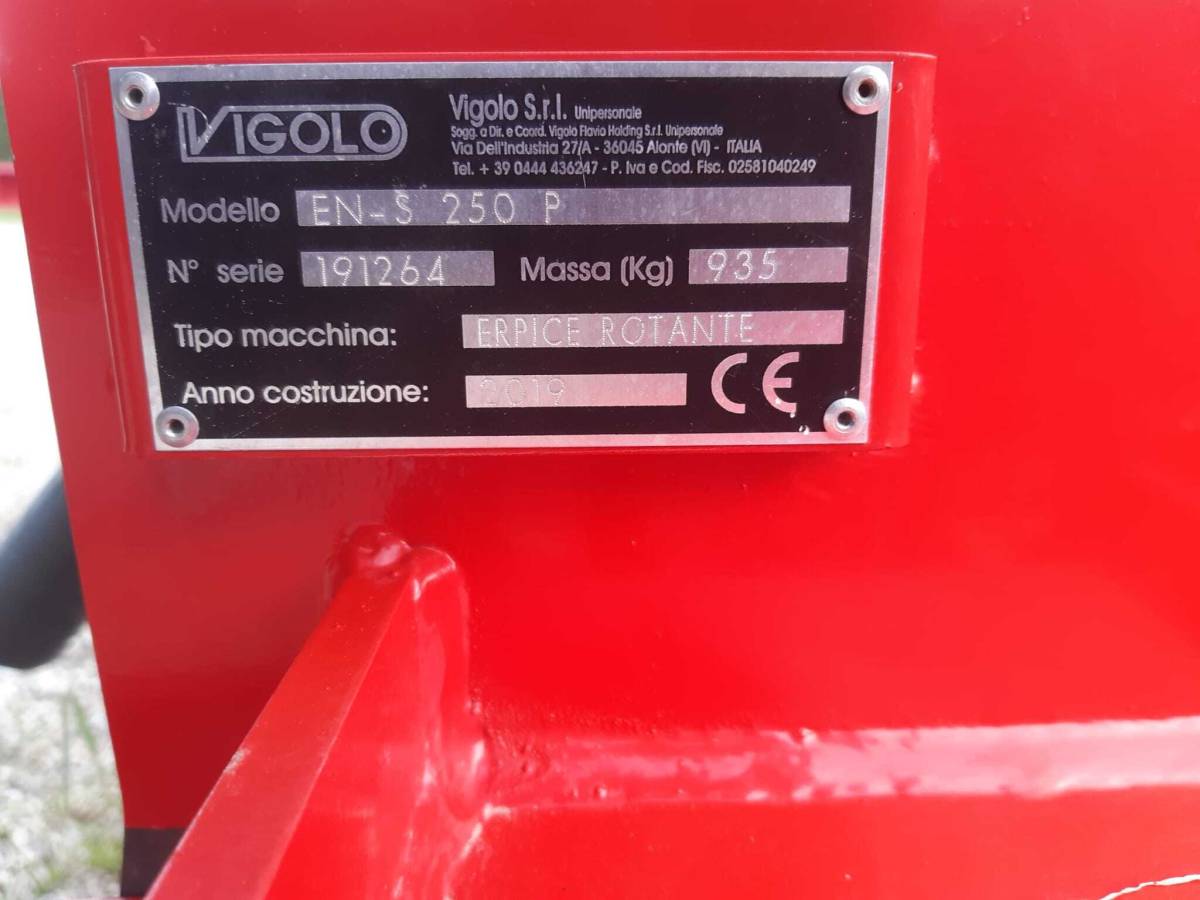 VIGOLO
Vigolo S.r.l. Unipersonale
Sogg. a Dir. e Coord. Vigolo Flavio Holding S.r.l. Unipersonale
Via Dell'Industria 27/A - 36045 Alonte (VI) - ITALIA
Tel. + 39 0444 436247 - P. Iva e Cod. Fisc. 02581040249
Modello EN-S 250 P
N° serie 191264 Massa (Kg) 935
Tipo macchina: ERPICE ROTANTE
Anno costruzione: 2019 CE